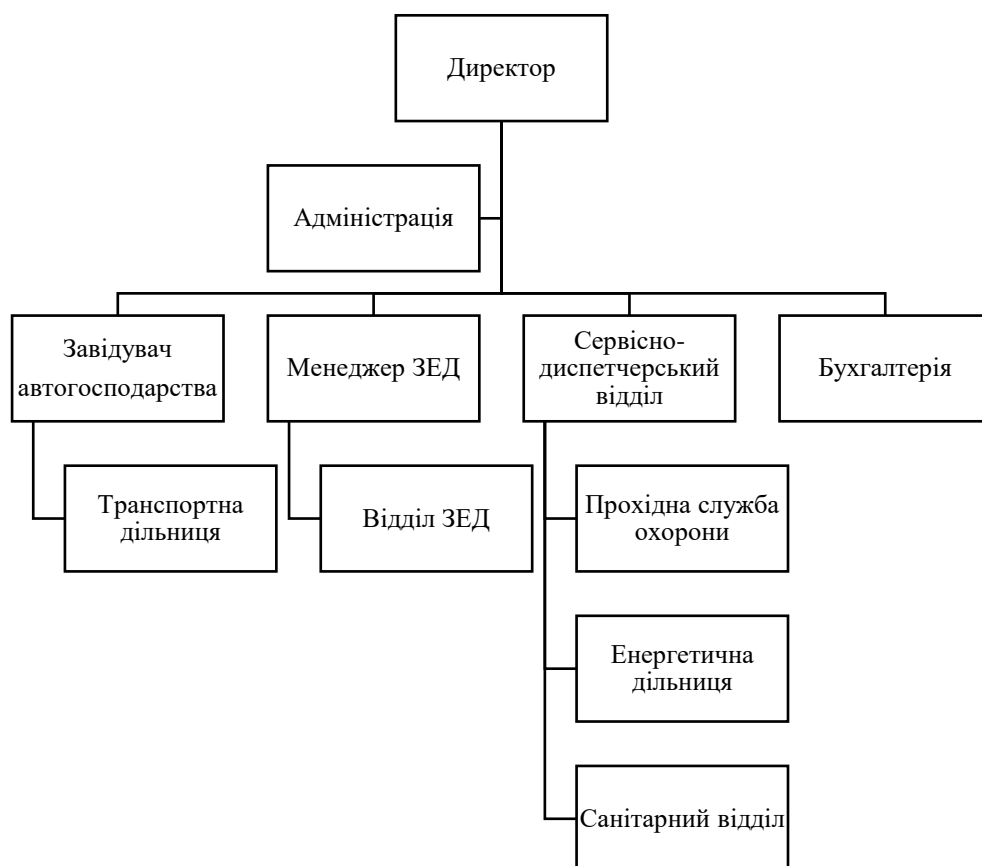 Директор
Адміністрація
Завідувач
автогосподарства
Менеджер ЗЕД
Сервісно-
диспетчерський
відділ
Бухгалтерія
Транспортна
дільниця
Відділ ЗЕД
Прохідна служба
охорони
Енергетична
дільниця
Санітарний відділ